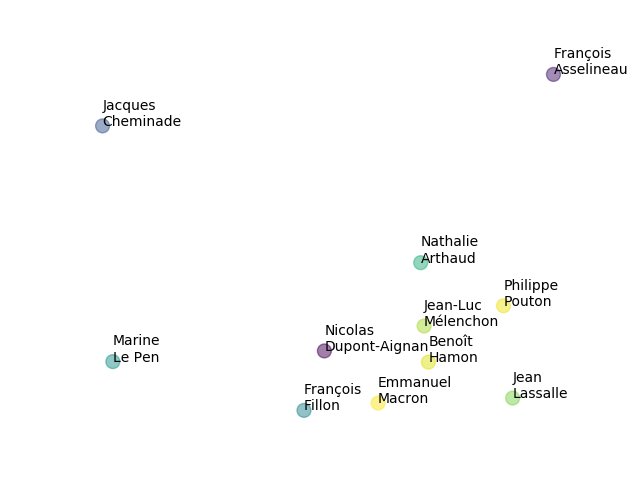 François
Asselineau
Jacques
Cheminade
Nathalie
Arthaud
Philippe
Pouton
Jean-Luc
Mélenchon
Nicolas
Dupont-Aignan
Benoît
Hamon
Marine
Le Pen
Jean
Lassalle
Emmanuel
Macron
François
Fillon